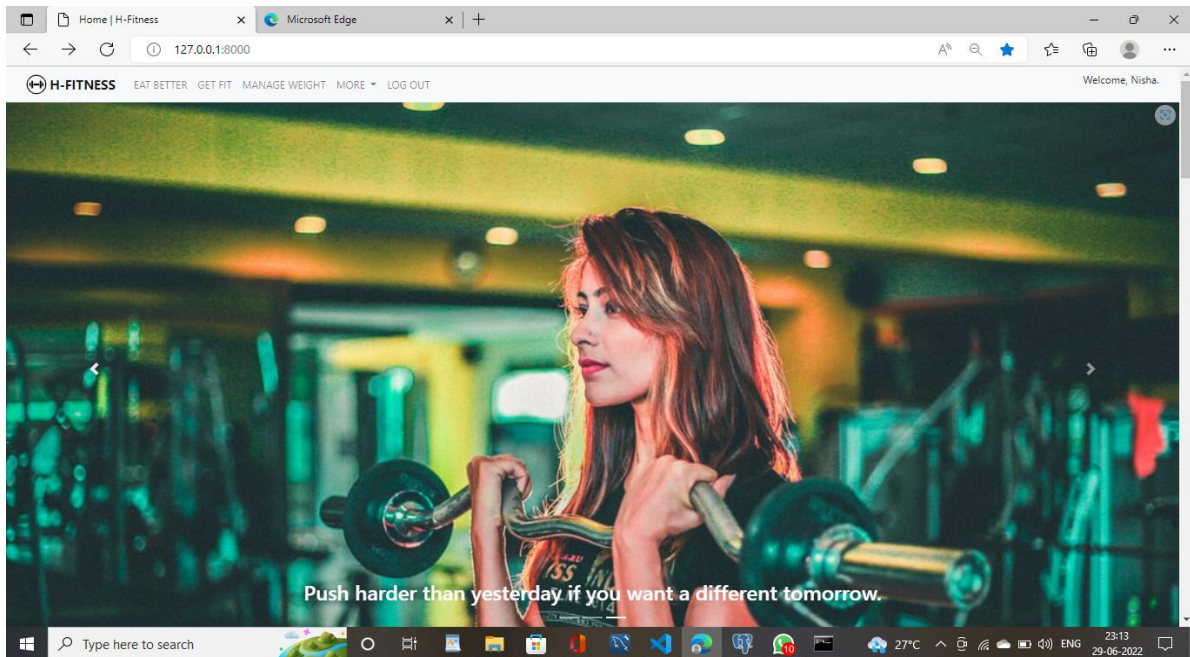 Home | H-Fitness
Microsoft Edge
127.0.0.1:8000
H-FITNESS EAT BETTER GET FIT MANAGE WEIGHT MORE LOG OUT
Welcome, Nisha.
Push harder than yesterday if you want a different tomorrow.
Type here to search
10
27°C
ENG
23:13
29-06-2022